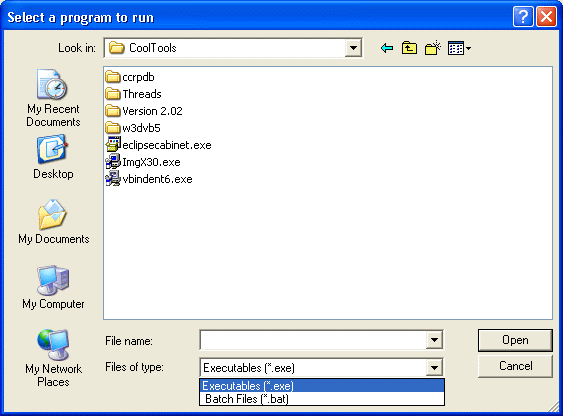 Select a program to run
Look in: CoolTools
My Recent
Documents
Desktop
My Documents
My Computer
My Network
Places
ccrpdb
Threads
Version 2.02
w3dvb5
eclipsecabinet.exe
ImgX30.exe
vbindent6.exe
File name:
Open
Files of type: Executables (*.exe)
Cancel
Executables (*.exe)
Batch Files (*.bat)